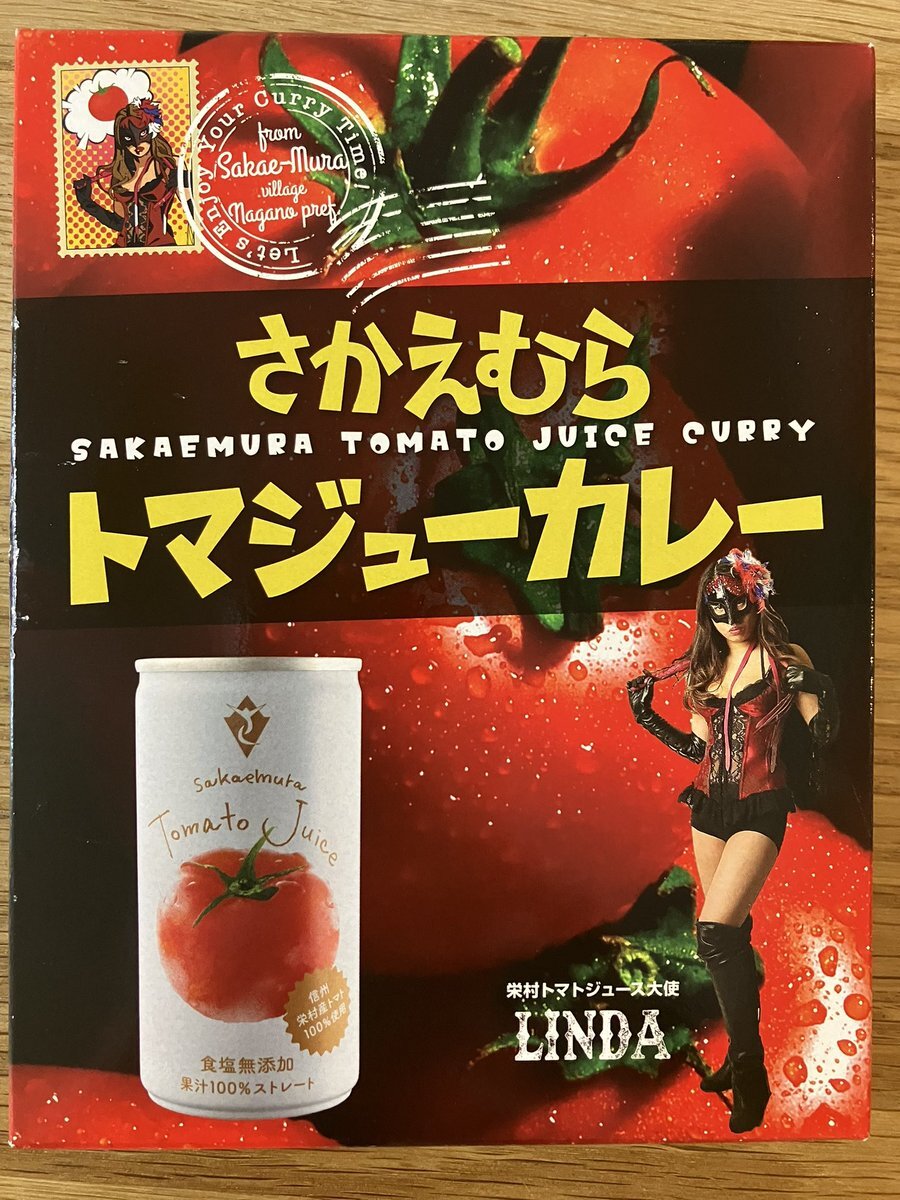 Let's Enjoy Your Curry Time!
from
Sakae-Mura
village
Nagano pref
さかえむら
SAKAEMURA TOMATO JUICE CURRY
トマジューカレー
sakaemura
Tomato Juice
信州
栄村産トマト
100%使用
食塩無添加
果汁100%ストレート
栄村トマトジュース大使
LINDA